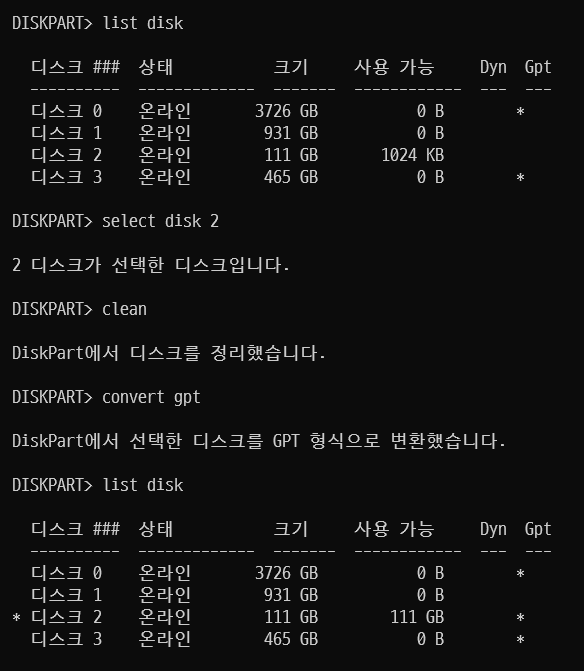 DISKPART> list disk
디스크 ### 상태 크기 사용 가능 Dyn Gpt
---------- ------------- ------- ------------ --- ---
디스크 0 온라인 3726 GB 0 B *
디스크 1 온라인 931 GB 0 B
디스크 2 온라인 111 GB 1024 KB
디스크 3 온라인 465 GB 0 B *
DISKPART> select disk 2
2 디스크가 선택한 디스크입니다.
DISKPART> clean
DiskPart에서 디스크를 정리했습니다.
DISKPART> convert gpt
DiskPart에서 선택한 디스크를 GPT 형식으로 변환했습니다.
DISKPART> list disk
디스크 ### 상태 크기 사용 가능 Dyn Gpt
---------- ------------- ------- ------------ --- ---
디스크 0 온라인 3726 GB 0 B *
디스크 1 온라인 931 GB 0 B
* 디스크 2 온라인 111 GB 111 GB *
디스크 3 온라인 465 GB 0 B *